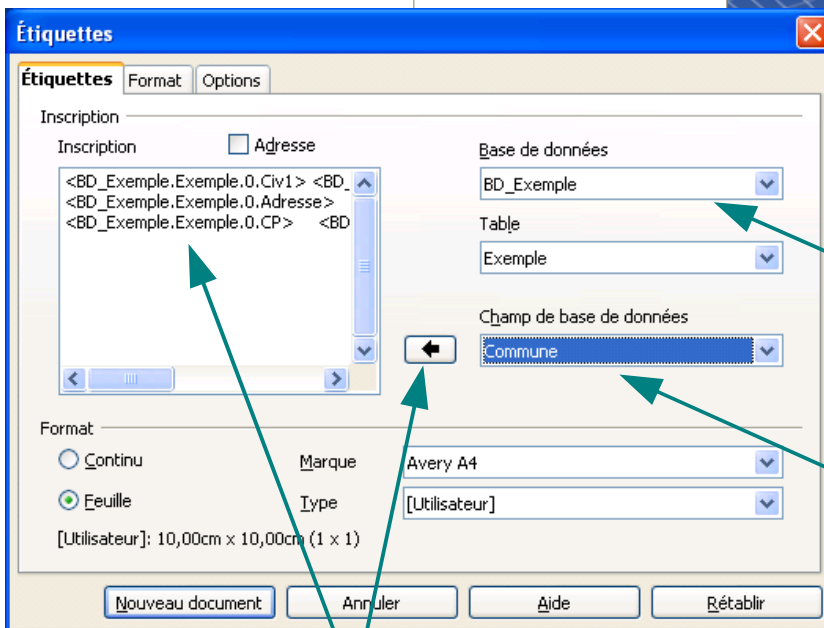 Étiquettes
Étiquettes Format Options
Inscription
Inscription Adresse
<BD_Exemple.Exemple.0.Civ1> <BD_
<BD_Exemple.Exemple.0.Adresse>
<BD_Exemple.Exemple.0.CP> <BD
Base de données
BD_Exemple
Table
Exemple
Champ de base de données
Commune
Format
Continu
Feuille
Marque Avery A4
Type [Utilisateur]
[Utilisateur]: 10,00cm x 10,00cm (1 x 1)
Nouveau document Annuler Aide Rétablir